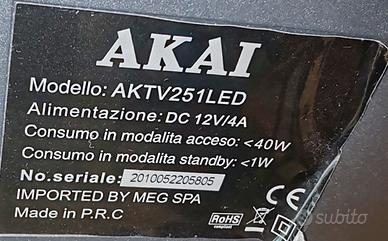 AKAI
Modello: AKTV251LED
Alimentazione: DC 12V/4A
Consumo in modalita acceso: <40W
Consumo in modalita standby: <1W
No.seriale: 2010052205805
IMPORTED BY MEG SPA
Made in P.R.C
RoHS
compliant
CE
subito